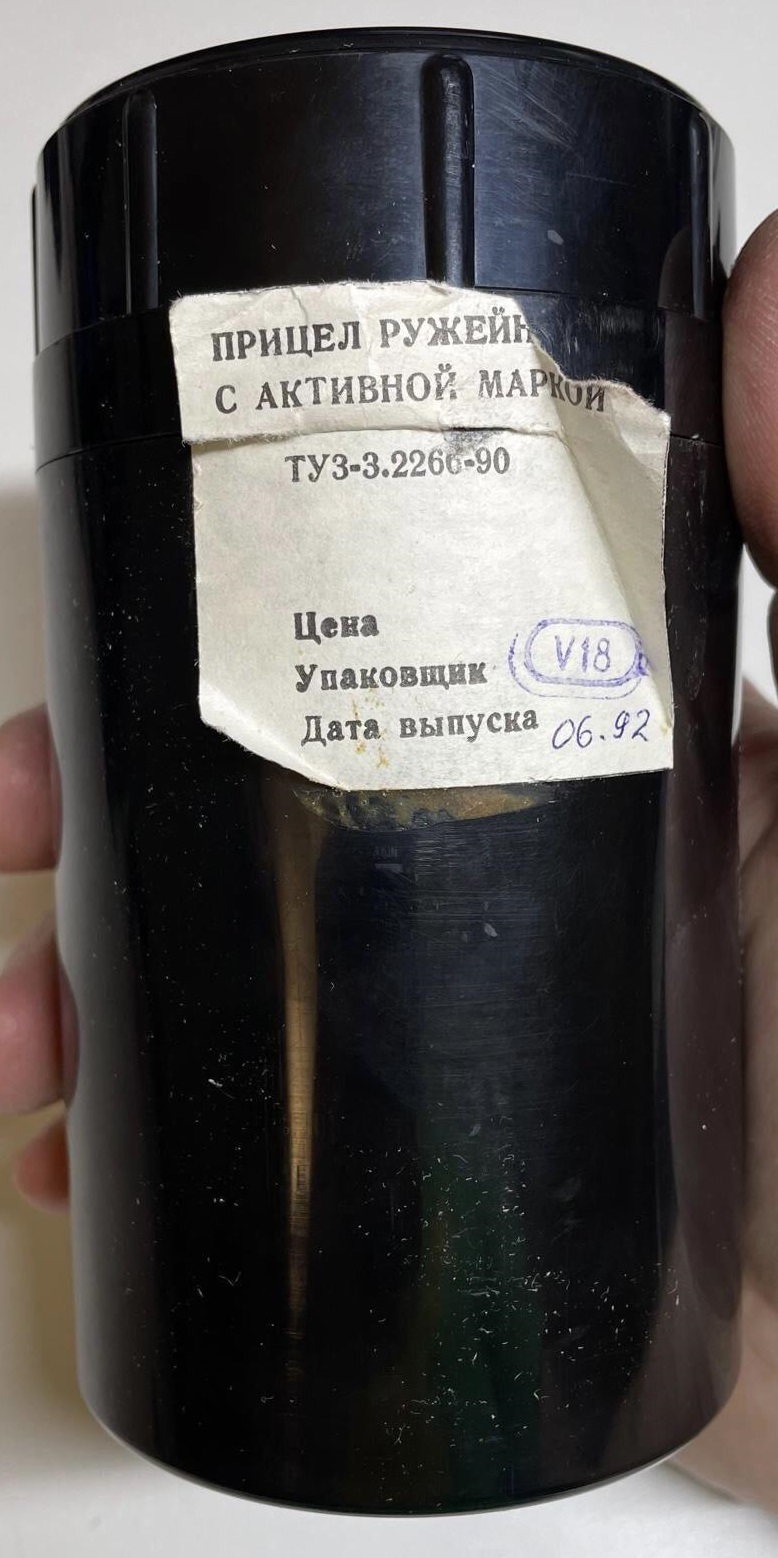 ПРИЦЕЛ РУЖЕЙН
С АКТИВНОЙ МАРКОЙ
ТУ3-3.2266-90
Цена
Упаковщик V18
Дата выпуска 06.92